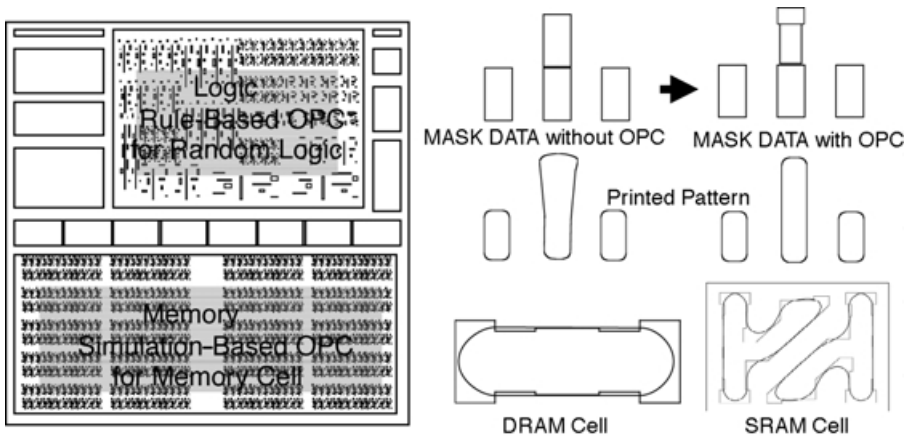 Logic
Rule-Based OPC
for Random Logic
Memory
Simulation-Based OPC
for Memory Cell
MASK DATA without OPC
MASK DATA with OPC
Printed Pattern
DRAM Cell
SRAM Cell